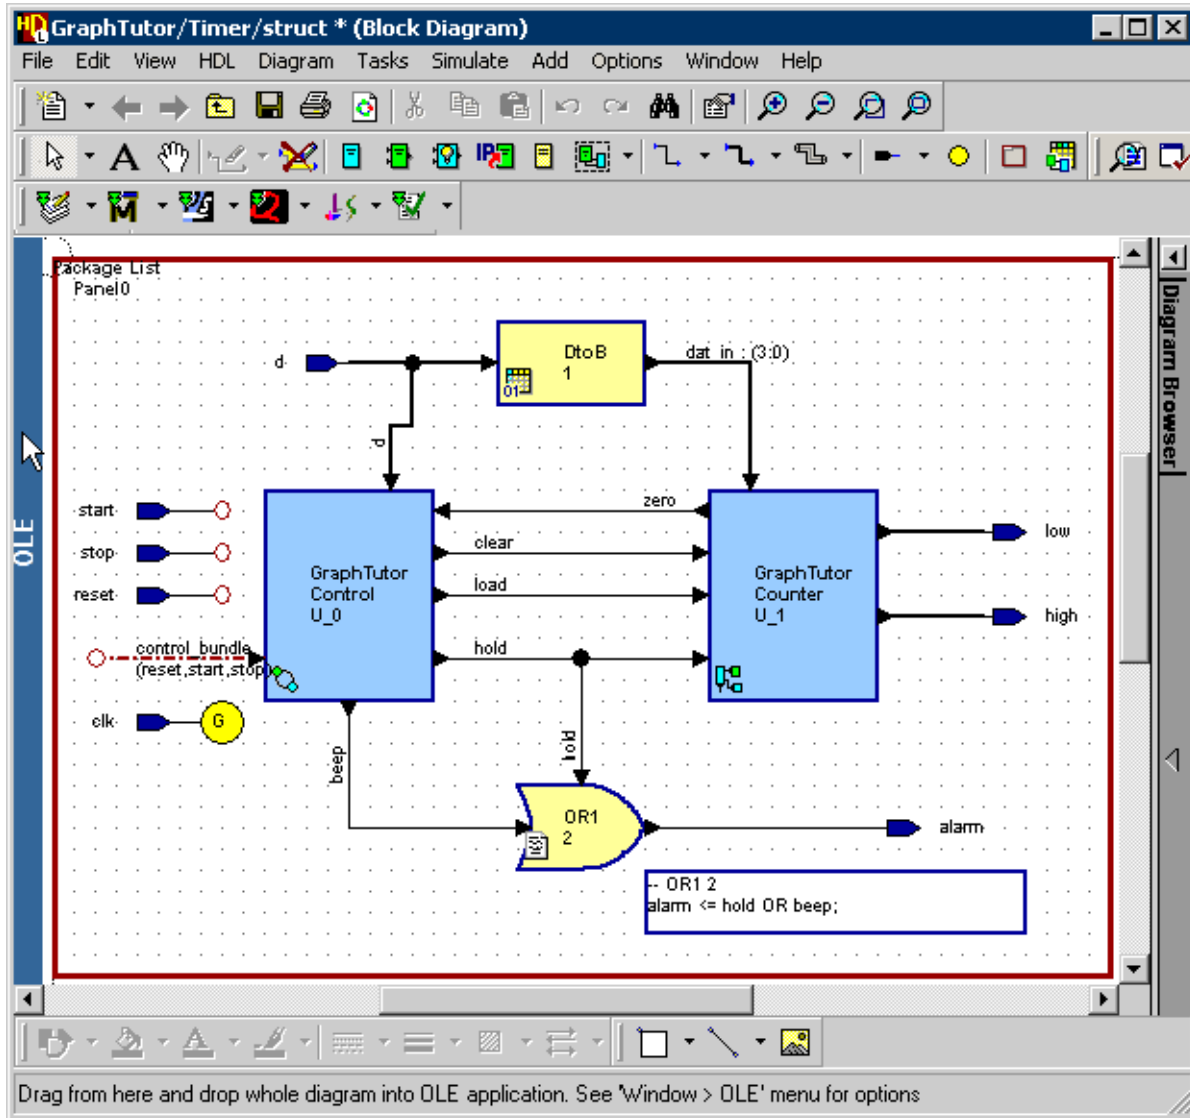 GraphTutor/Timer/struct * (Block Diagram)
File Edit View HDL Diagram Tasks Simulate Add Options Window Help
Package List
Panel0
d
DtoB
1
dat_in : (3:0)
d
start
stop
reset
control_bundle
(reset,start,stop)
clk
G
GraphTutor
Control
U_0
zero
clear
load
hold
GraphTutor
Counter
U_1
low
high
beep
hold
OR1
2
alarm
-- OR1 2
alarm <= hold OR beep;
OLE
Diagram Browser
Drag from here and drop whole diagram into OLE application. See 'Window > OLE' menu for options